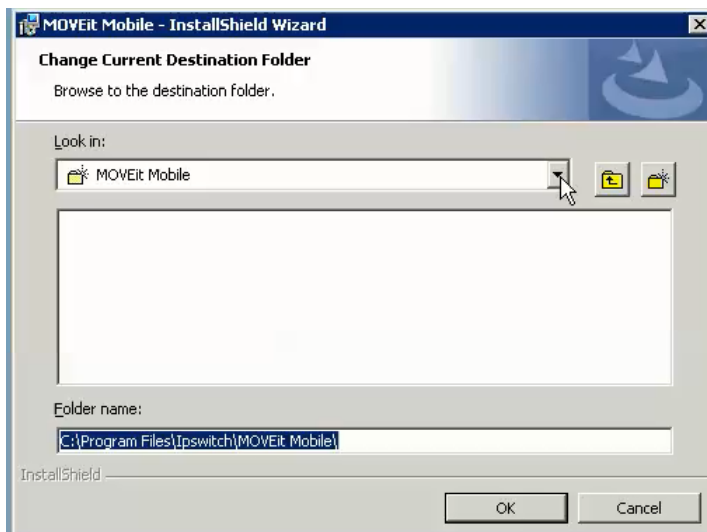 MOVEit Mobile - InstallShield Wizard
Change Current Destination Folder
Browse to the destination folder.
Look in:
MOVEit Mobile
Folder name:
C:\Program Files\Ipswitch\MOVEit Mobile\
InstallShield
OK Cancel